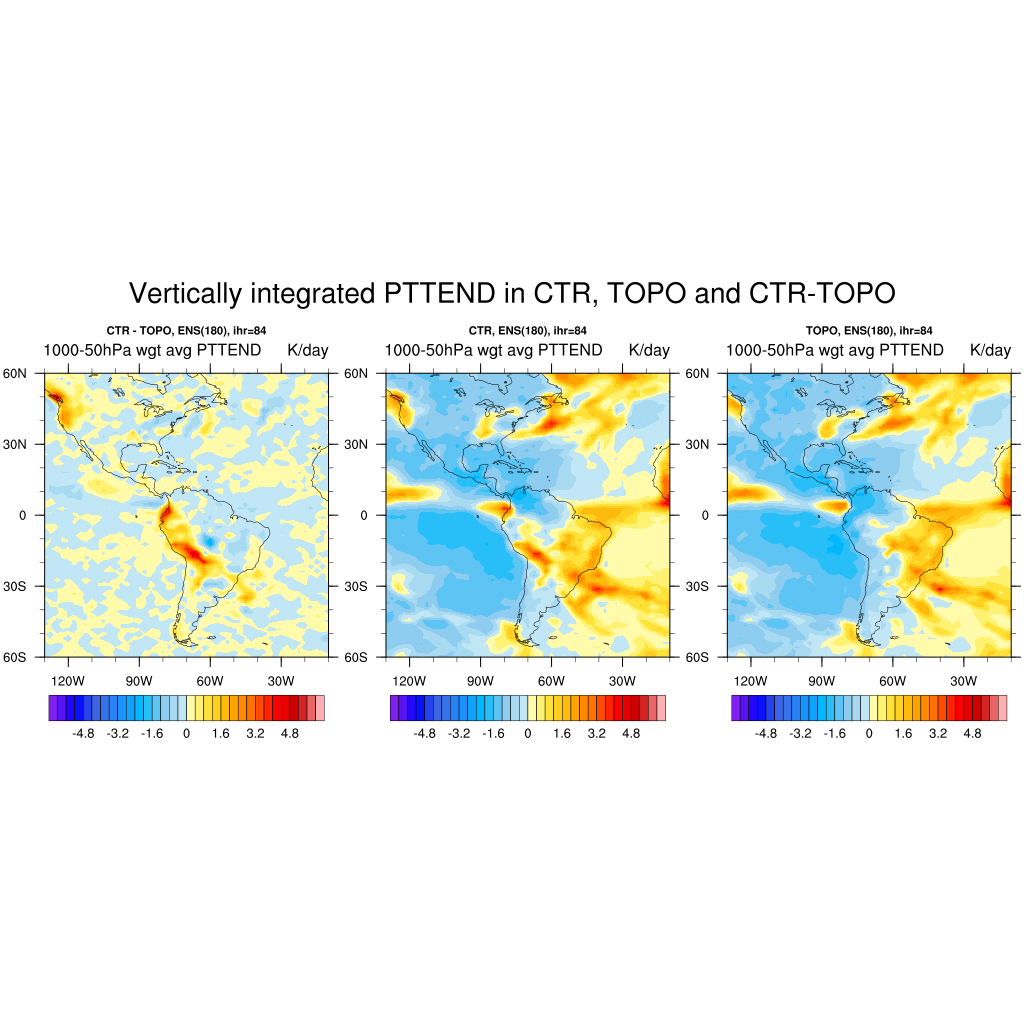 Vertically integrated PTTEND in CTR, TOPO and CTR-TOPO
CTR - TOPO, ENS(180), ihr=84
1000-50hPa wgt avg PTTEND K/day
60N
30N
0
30S
60S
120W 90W 60W 30W
-4.8 -3.2 -1.6 0 1.6 3.2 4.8
CTR, ENS(180), ihr=84
1000-50hPa wgt avg PTTEND K/day
60N
30N
0
30S
60S
120W 90W 60W 30W
-4.8 -3.2 -1.6 0 1.6 3.2 4.8
TOPO, ENS(180), ihr=84
1000-50hPa wgt avg PTTEND K/day
60N
30N
0
30S
60S
120W 90W 60W 30W
-4.8 -3.2 -1.6 0 1.6 3.2 4.8